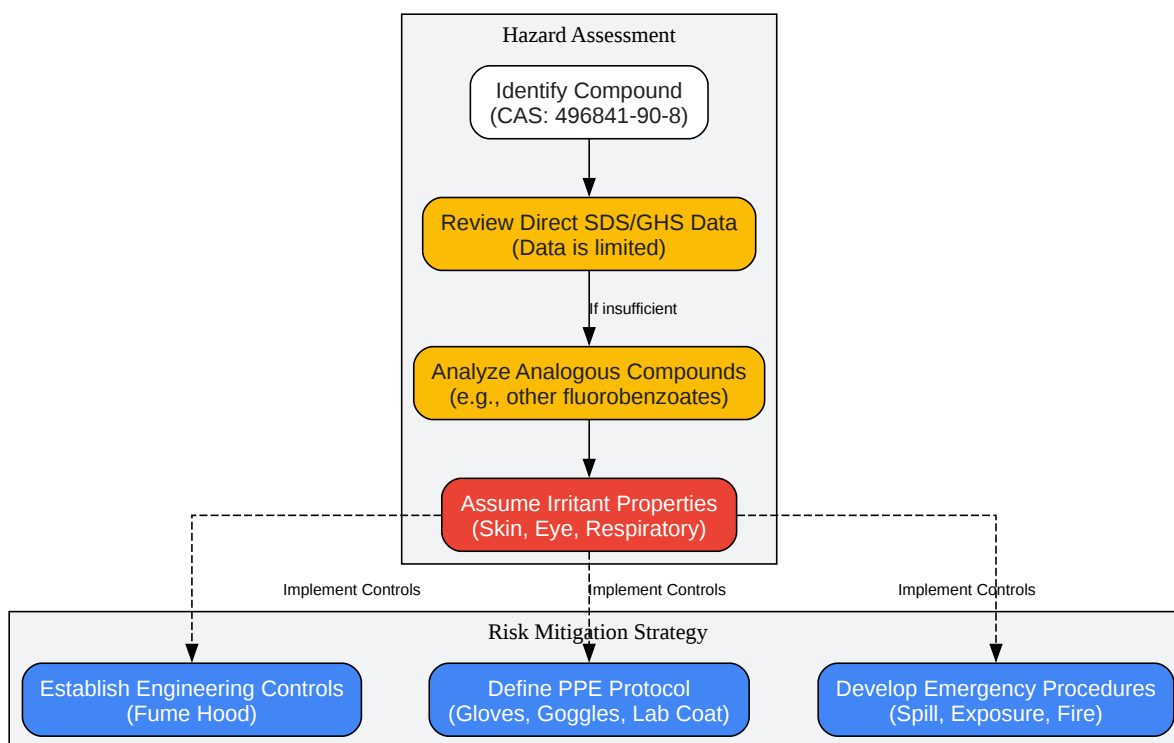 Hazard Assessment
Identify Compound
(CAS: 496841-90-8)
Review Direct SDS/GHS Data
(Data is limited)
If insufficient
Analyze Analogous Compounds
(e.g., other fluorobenzoates)
Assume Irritant Properties
(Skin, Eye, Respiratory)
Implement Controls
Implement Controls
Implement Controls
Risk Mitigation Strategy
Establish Engineering Controls
(Fume Hood)
Define PPE Protocol
(Gloves, Goggles, Lab Coat)
Develop Emergency Procedures
(Spill, Exposure, Fire)